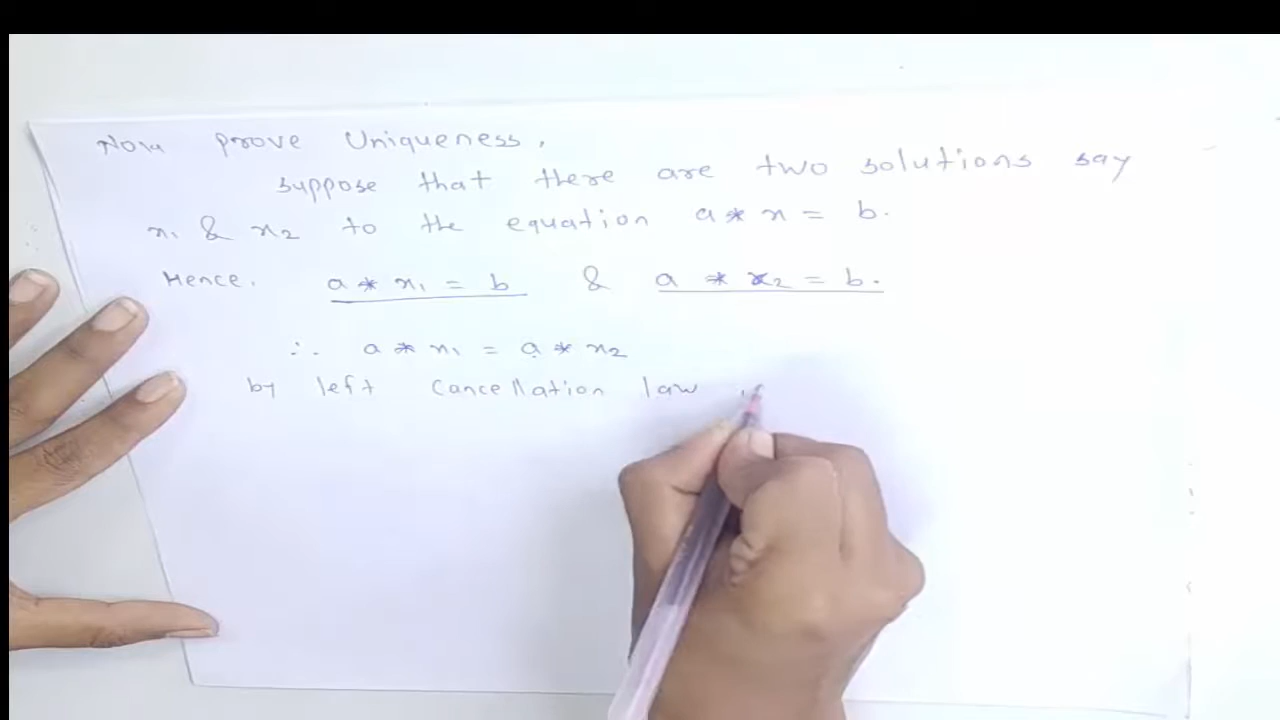 Now prove Uniqueness,
suppose that there are two solutions say
x₁ & x₂ to the equation a * x = b.
Hence. a * x₁ = b & a * x₂ = b.
∴ a * x₁ = a * x₂
by left cancellation law